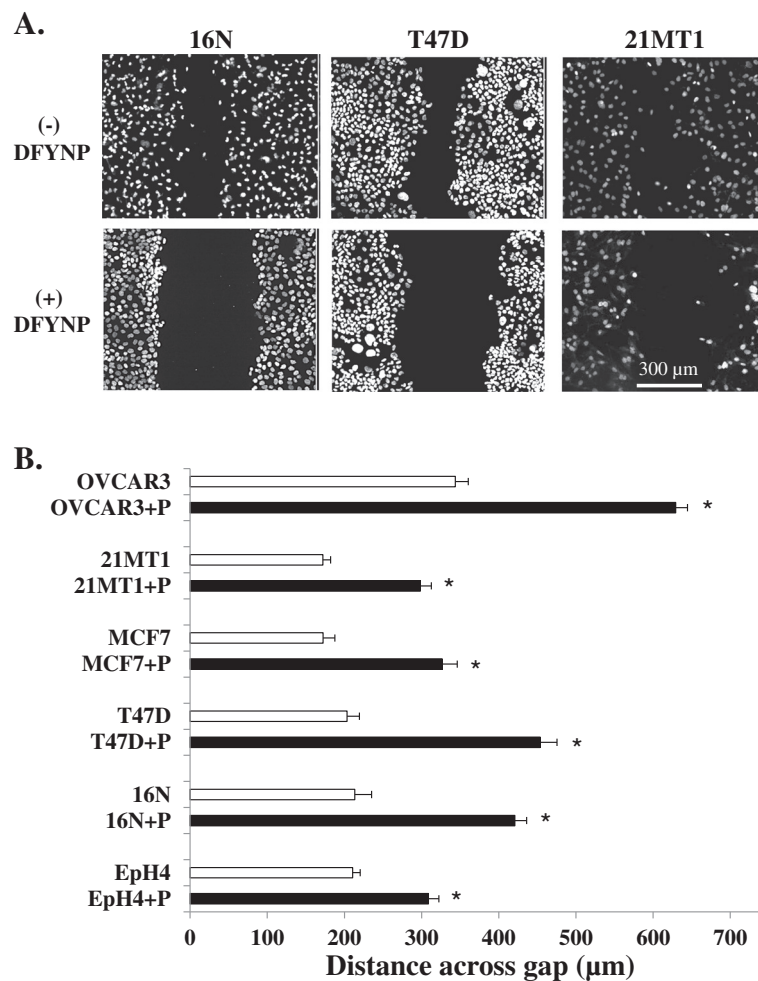 A.
16N T47D 21MT1
(-)
DFYNP
(+)
DFYNP
300 μm
B.
OVCAR3
OVCAR3+P *
21MT1
21MT1+P *
MCF7
MCF7+P *
T47D
T47D+P *
16N
16N+P *
EpH4
EpH4+P *
0 100 200 300 400 500 600 700
Distance across gap (μm)